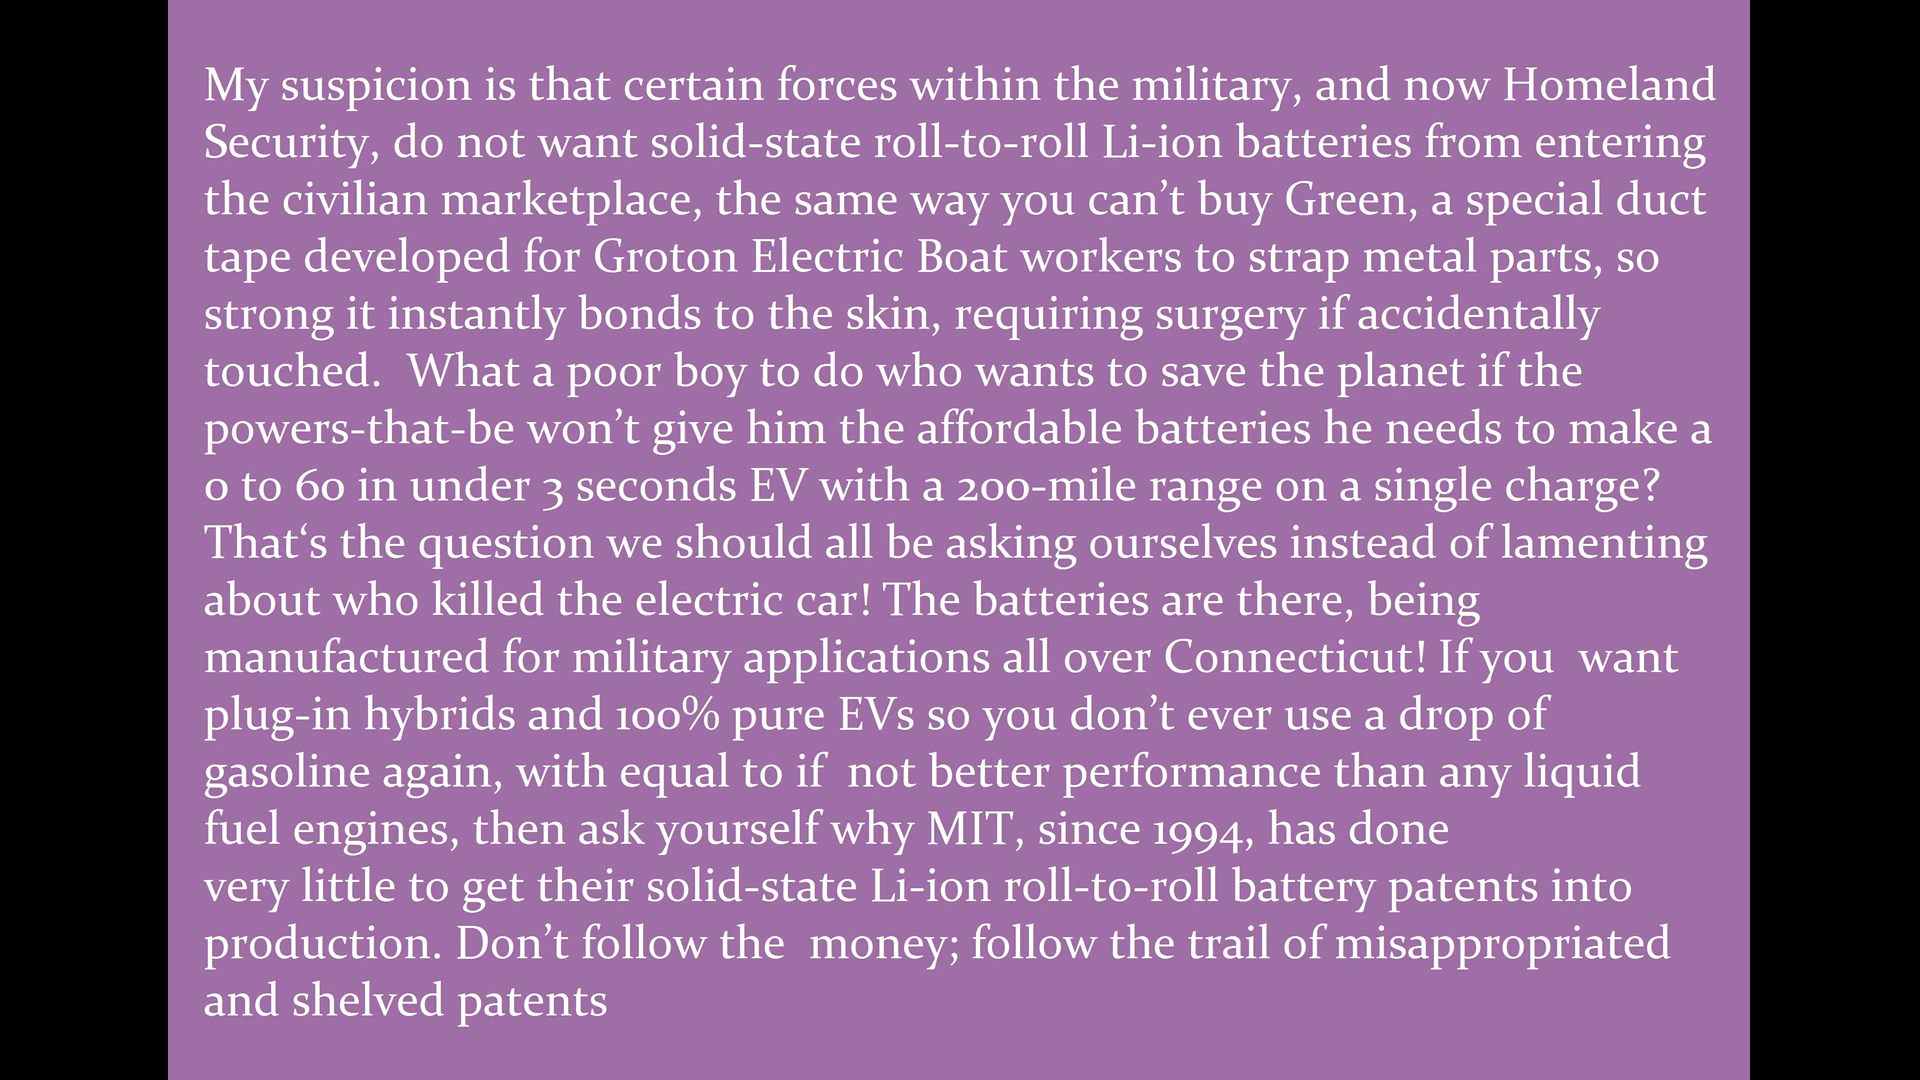 My suspicion is that certain forces within the military, and now Homeland
Security, do not want solid-state roll-to-roll Li-ion batteries from entering
the civilian marketplace, the same way you can’t buy Green, a special duct
tape developed for Groton Electric Boat workers to strap metal parts, so
strong it instantly bonds to the skin, requiring surgery if accidentally
touched.  What a poor boy to do who wants to save the planet if the
powers-that-be won’t give him the affordable batteries he needs to make a
0 to 60 in under 3 seconds EV with a 200-mile range on a single charge?
That‘s the question we should all be asking ourselves instead of lamenting
about who killed the electric car! The batteries are there, being
manufactured for military applications all over Connecticut! If you  want
plug-in hybrids and 100% pure EVs so you don’t ever use a drop of
gasoline again, with equal to if  not better performance than any liquid
fuel engines, then ask yourself why MIT, since 1994, has done
very little to get their solid-state Li-ion roll-to-roll battery patents into
production. Don’t follow the  money; follow the trail of misappropriated
and shelved patents